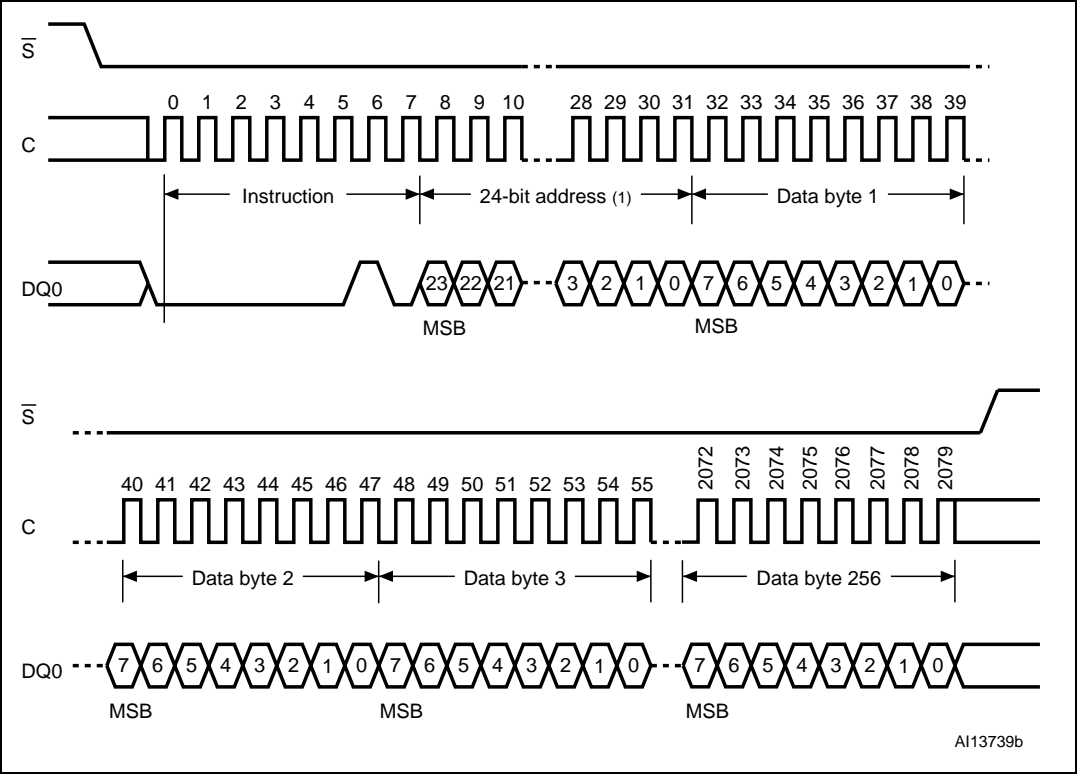 S
0 1 2 3 4 5 6 7 8 9 10 28 29 30 31 32 33 34 35 36 37 38 39
C
Instruction 24-bit address (1) Data byte 1
DQ0 23 22 21 3 2 1 0 7 6 5 4 3 2 1 0
MSB MSB
S
40 41 42 43 44 45 46 47 48 49 50 51 52 53 54 55 2072 2073 2074 2075 2076 2077 2078 2079
C
Data byte 2 Data byte 3 Data byte 256
DQ0 7 6 5 4 3 2 1 0 7 6 5 4 3 2 1 0 7 6 5 4 3 2 1 0
MSB MSB MSB
AI13739b